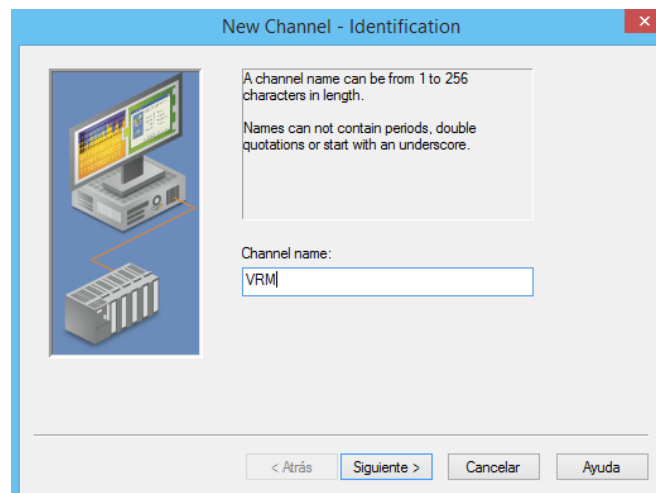 New Channel - Identification
A channel name can be from 1 to 256
characters in length.
Names can not contain periods, double
quotations or start with an underscore.
Channel name:
VRM
< Atrás
Siguiente >
Cancelar
Ayuda